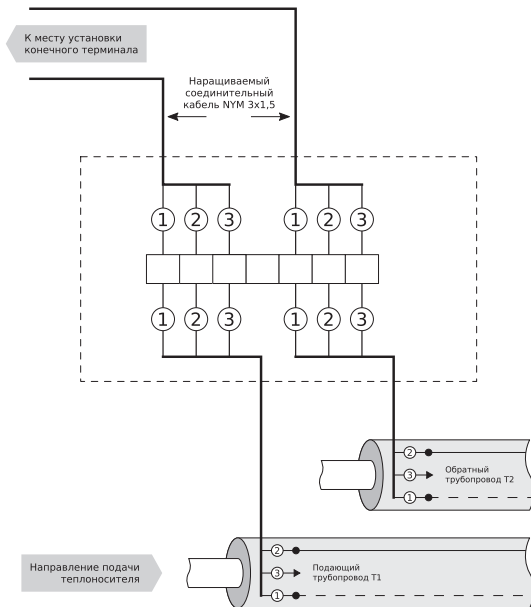 К месту установки
конечного терминала
Наращиваемый
соединительный
кабель NYM 3x1,5
1 2 3 1 2 3
1 2 3 1 2 3
2
3
1
Обратный
трубопровод Т2
Направление подачи
теплоносителя
2
3
1
Подающий
трубопровод Т1